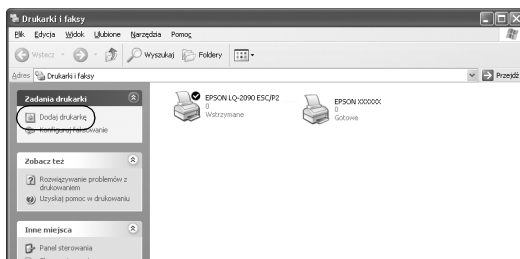 Drukarki i faksy
Plik Edycja Widok Ulubione Narzędzia Pomoc
Wstecz Wyszukaj Foldery
Adres Drukarki i faksy Przejdź
Zadania drukarki
Dodaj drukarkę
Konfiguruj faksowanie
Zobacz też
Rozwiązywanie problemów z
drukowaniem
Uzyskaj pomoc w drukowaniu
Inne miejsca
Panel sterowania
EPSON LQ-2090 ESC/P2
0
Wstrzymane
EPSON XXXXXX
0
Gotowe